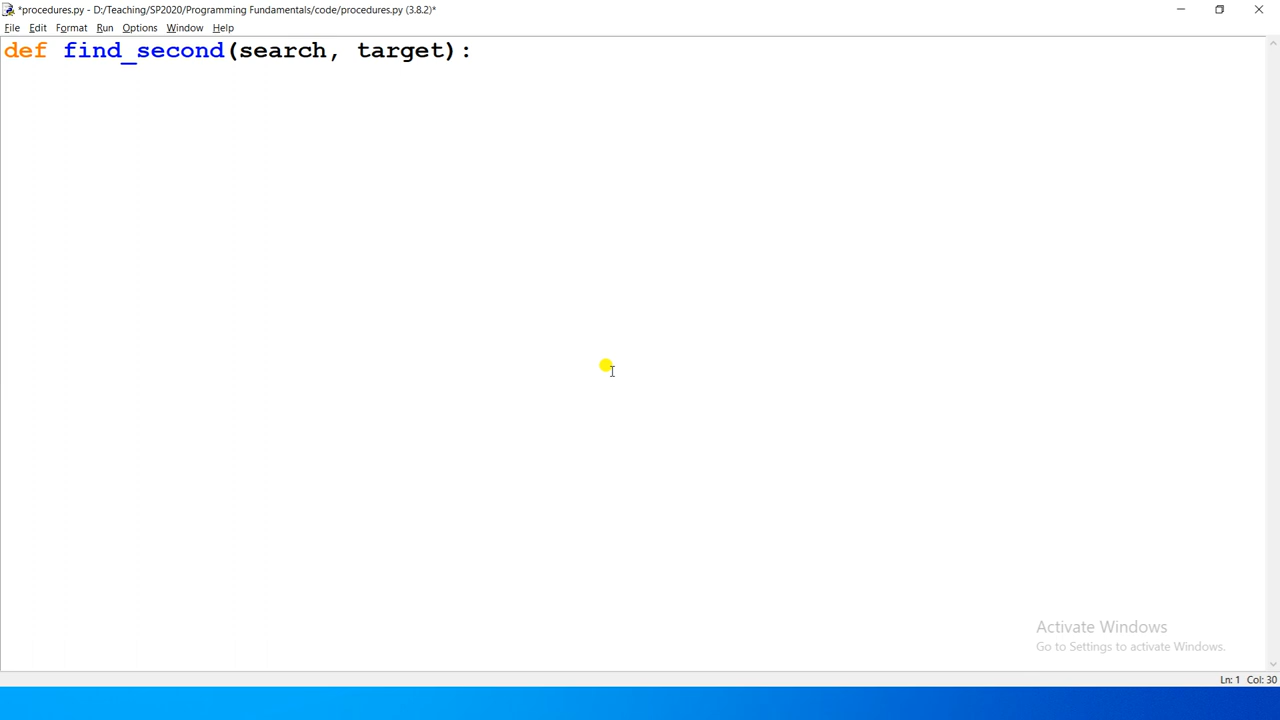 *procedures.py - D:/Teaching/SP2020/Programming Fundamentals/code/procedures.py (3.8.2)*
File Edit Format Run Options Window Help
def find_second(search, target):
Activate Windows
Go to Settings to activate Windows.
Ln: 1 Col: 30